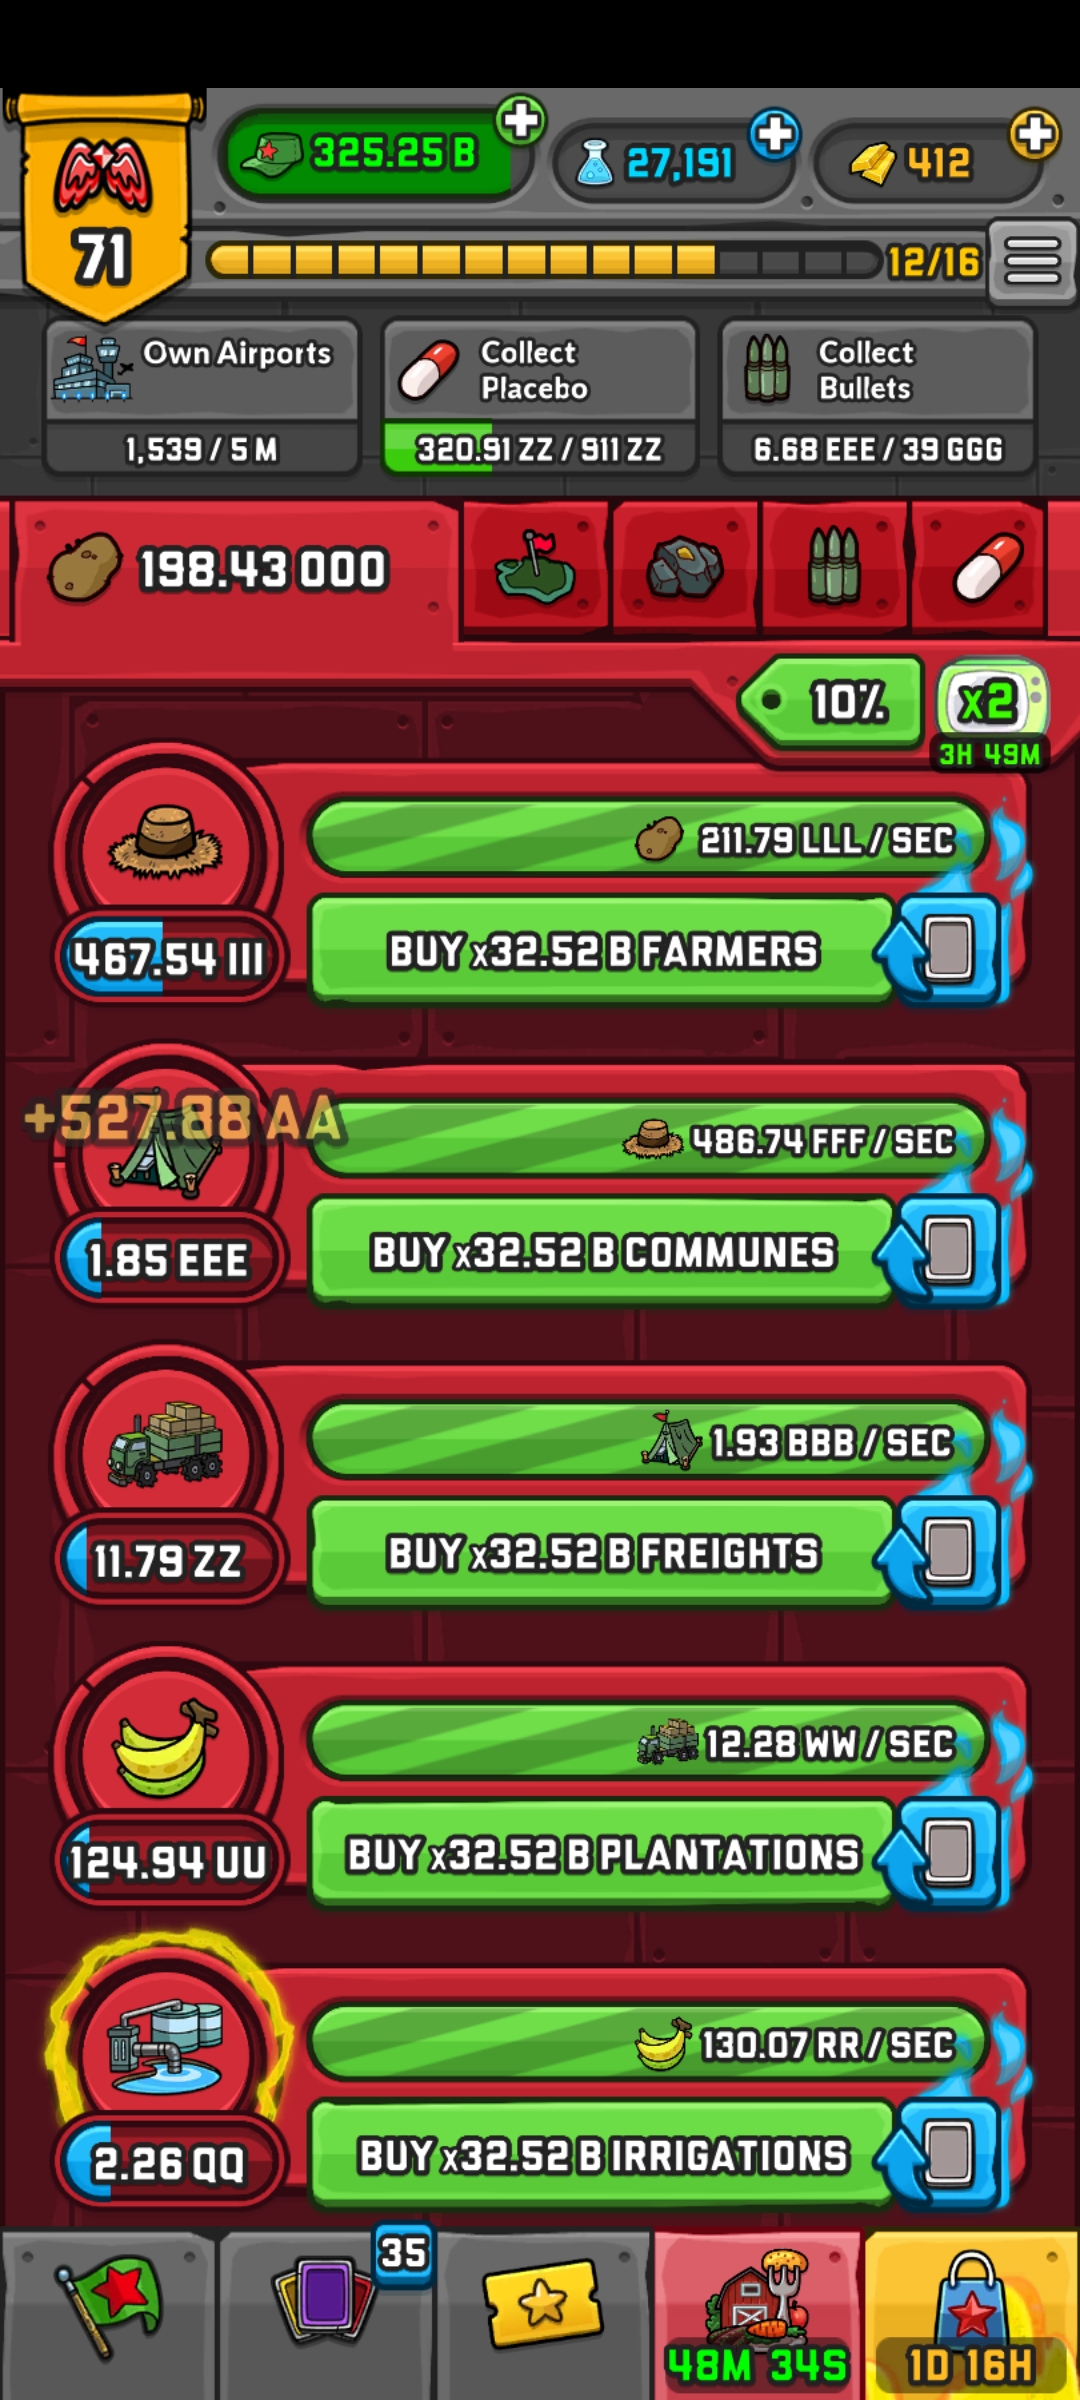 325.25 B
27,191
412
71
12/16
Own Airports
1,539 / 5 M
Collect
Placebo
320.91 ZZ / 911 ZZ
Collect
Bullets
6.68 EEE / 39 GGG
198.43 OOO
10%
x2
3H 49M
211.79 LLL / SEC
BUY x32.52 B FARMERS
467.54 III
+527.88 AA
486.74 FFF / SEC
BUY x32.52 B COMMUNES
1.85 EEE
1.93 BBB / SEC
BUY x32.52 B FREIGHTS
11.79 ZZ
12.28 WW / SEC
BUY x32.52 B PLANTATIONS
124.94 UU
130.07 RR / SEC
BUY x32.52 B IRRIGATIONS
2.26 QQ
35
48M 34S
1D 16H